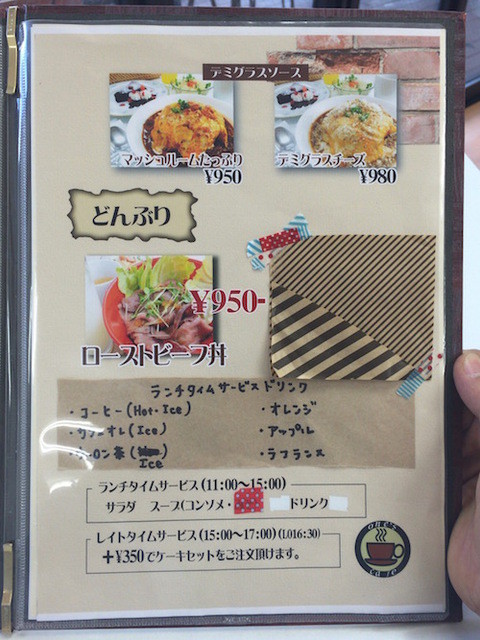 デミグラスソース
マッシュルームたっぷり
¥950
デミグラスチーズ
¥980
どんぶり
¥950-
ローストビーフ丼
ランチタイムサービスドリンク
・コーヒー(Hot・Ice)
・オレ(Ice)
・ーロン茶(
Ice
・オレンジ
・アップル
・ラフランス
ランチタイムサービス(11:00〜15:00)
サラダ スープ(コンソメ・ ドリンク
レイトタイムサービス(15:00〜17:00)(L016:30)
+¥350でケーキセットをご注文頂けます。
one's
cafe